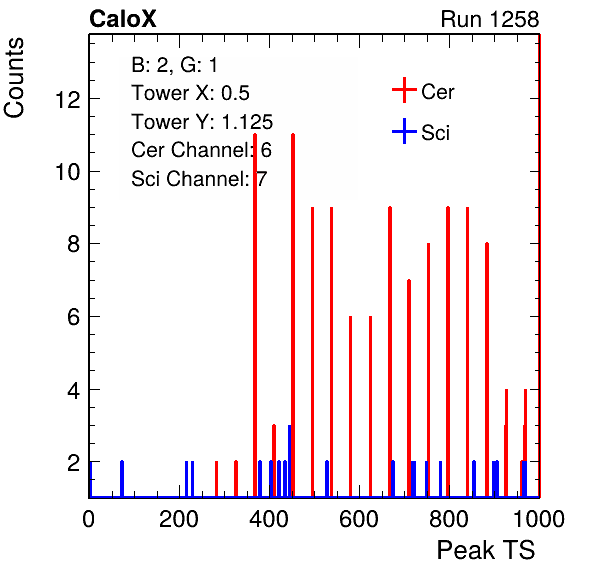 CaloX Run 1258
Counts
B: 2, G: 1
Tower X: 0.5
Tower Y: 1.125
Cer Channel: 6
Sci Channel: 7
Cer
Sci
12
10
8
6
4
2
0 200 400 600 800 1000
Peak TS